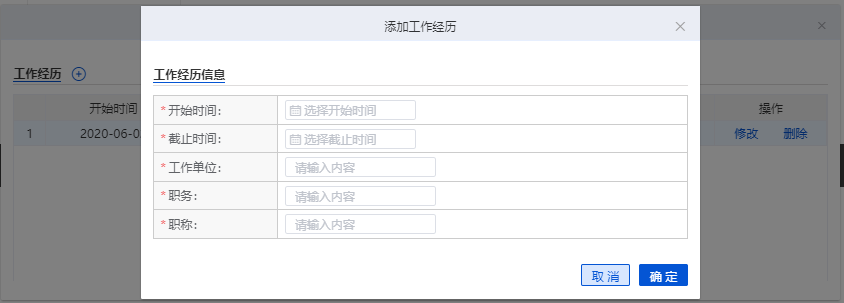 添加工作经历
工作经历
工作经历信息
开始时间
操作
1
2020-06-0
修改
删除
*开始时间:
选择开始时间
*截止时间:
选择截止时间
*工作单位:
请输入内容
*职务:
请输入内容
*职称:
请输入内容
取消
确定